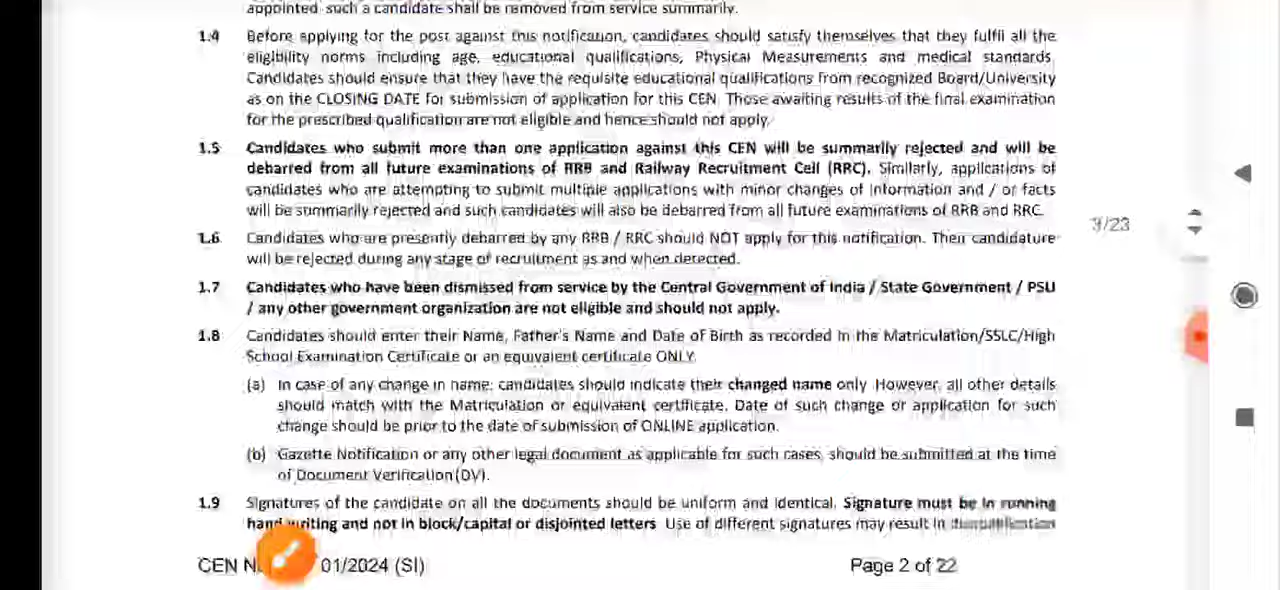 appointed such a candidate shall be removed from service summarily.
1.4 Before applying for the post against this notification, candidates should satisfy themselves that they fulfil all the
eligibility norms including age, educational qualifications, Physical Measurements and medical standards.
Candidates should ensure that they have the requisite educational qualifications from recognized Board/University
as on the CLOSING DATE for submission of application for this CEN. Those awaiting results of the final examination
for the prescribed qualification are not eligible and hence should not apply.
1.5 Candidates who submit more than one application against this CEN will be summarily rejected and will be
debarred from all future examinations of RRB and Railway Recruitment Cell (RRC). Similarly, applications of
candidates who are attempting to submit multiple applications with minor changes of information and / or facts
will be summarily rejected and such candidates will also be debarred from all future examinations of RRB and RRC.
3/23
1.6 Candidates who are presently debarred by any RRB / RRC should NOT apply for this notification. Their candidature
will be rejected during any stage of recruitment as and when detected.
1.7 Candidates who have been dismissed from service by the Central Government of India / State Government / PSU
/ any other government organization are not eligible and should not apply.
1.8 Candidates should enter their Name, Father's Name and Date of Birth as recorded in the Matriculation/SSLC/High
School Examination Certificate or an equivalent certificate ONLY.
(a) In case of any change in name; candidates should indicate their changed name only. However, all other details
should match with the Matriculation or equivalent certificate. Date of such change or application for such
change should be prior to the date of submission of ONLINE application.
(b) Gazette Notification or any other legal document as applicable for such cases, should be submitted at the time
of Document Verification (DV).
1.9 Signatures of the candidate on all the documents should be uniform and identical. Signature must be in running
hand writing and not in block/capital or disjointed letters. Use of different signatures may result in
CEN N 01/2024 (SI) Page 2 of 22